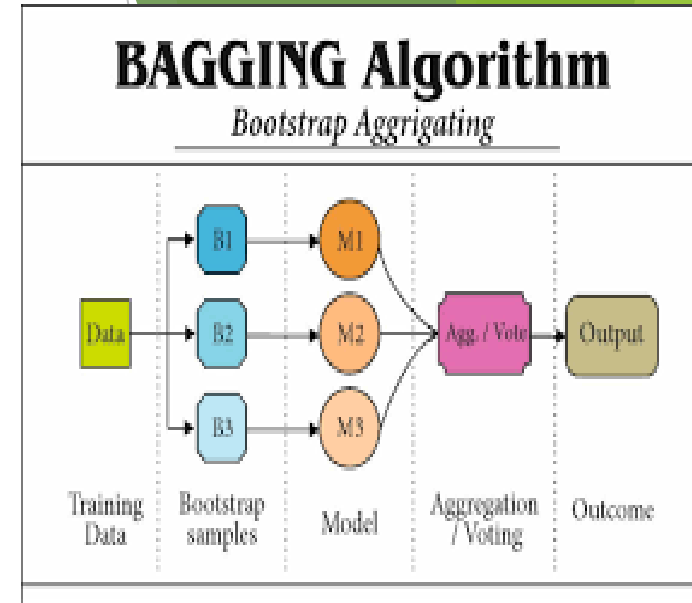 BAGGING Algorithm
Bootstrap Aggrigating
B1
M1
Data
B2
M2
Agg. / Vote
Output
B3
M3
Training
Data
Bootstrap
samples
Model
Aggregation
/ Voting
Outcome